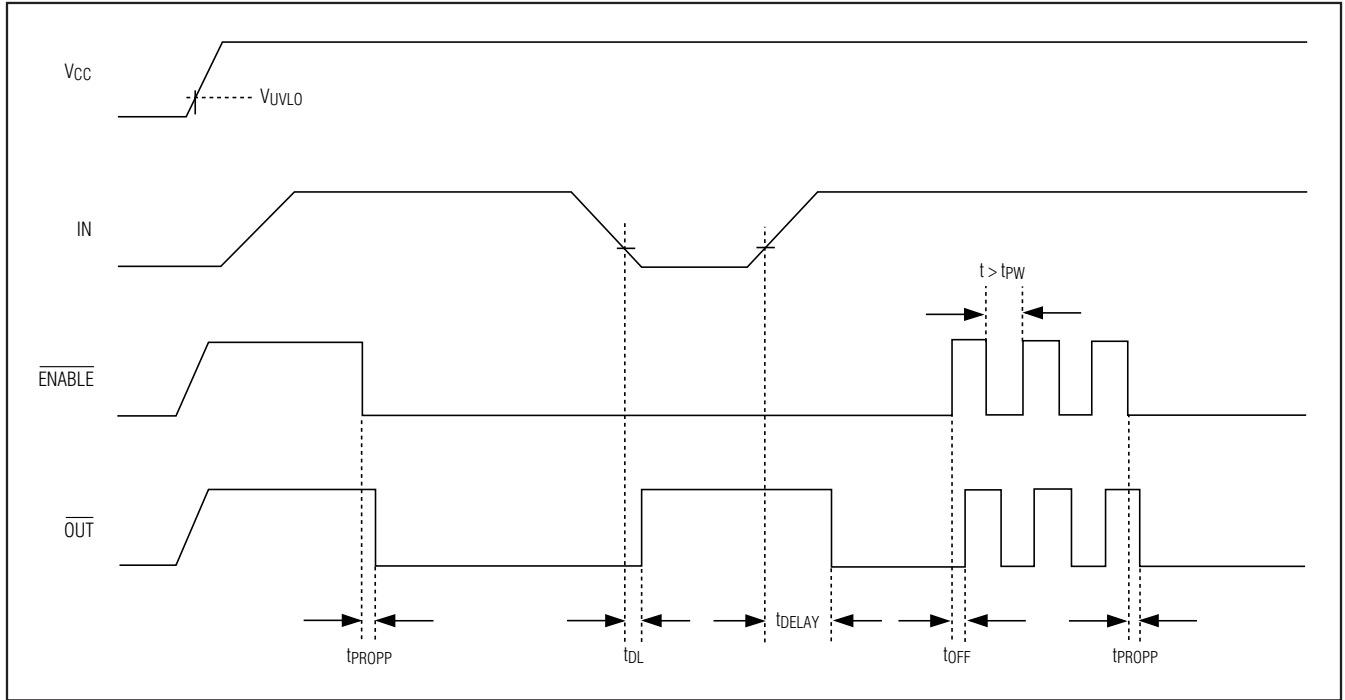 VCC
VUVLO
IN
t > tPW
ENABLE
OUT
tDELAY
tPROPP
tDL
tOFF
tPROPP